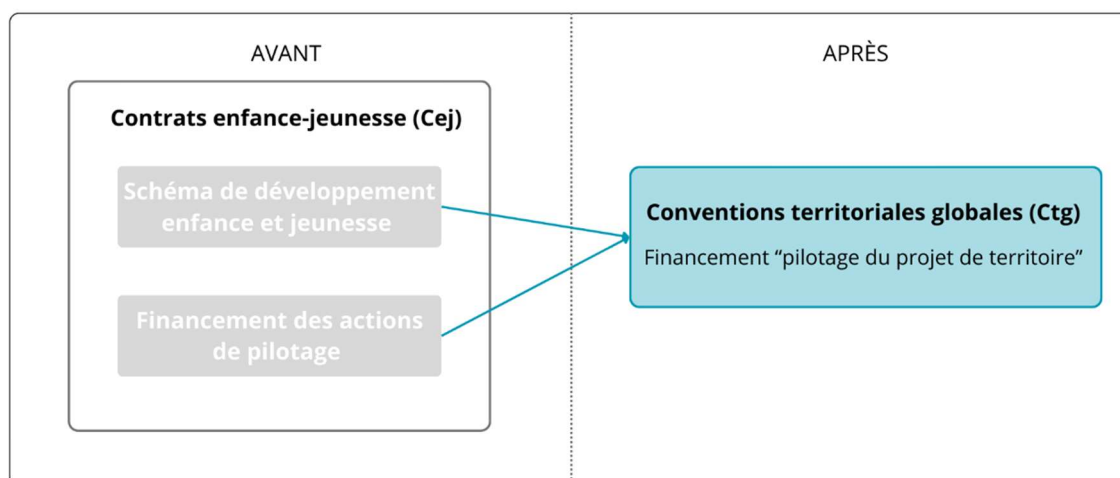 AVANT
Contrats enfance-jeunesse (Cej)
Schéma de développement
enfance et jeunesse
Financement des actions
de pilotage
APRÈS
Conventions territoriales globales (Ctg)
Financement “pilotage du projet de territoire”